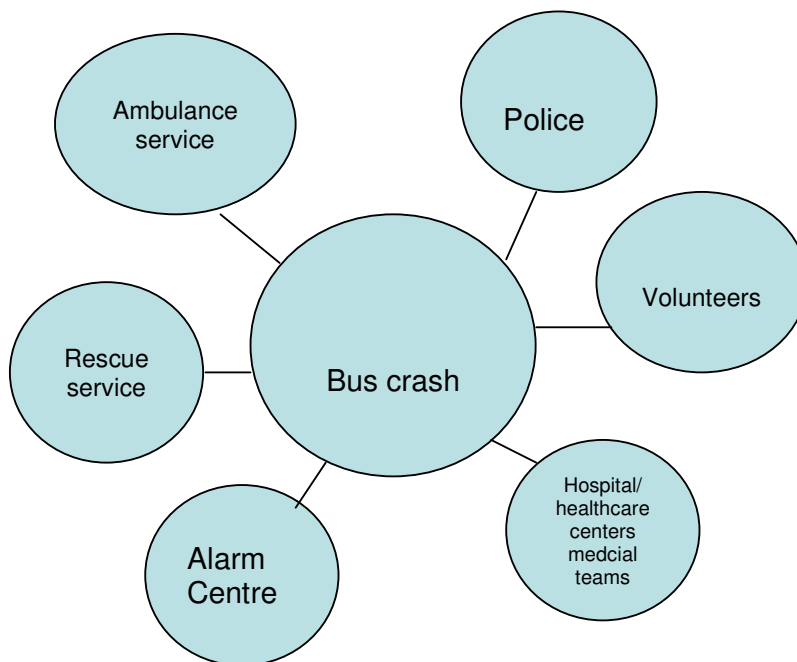 Ambulance
service
Police
Volunteers
Rescue
service
Bus crash
Hospital/
healthcare
centers
medcial
teams
Alarm
Centre